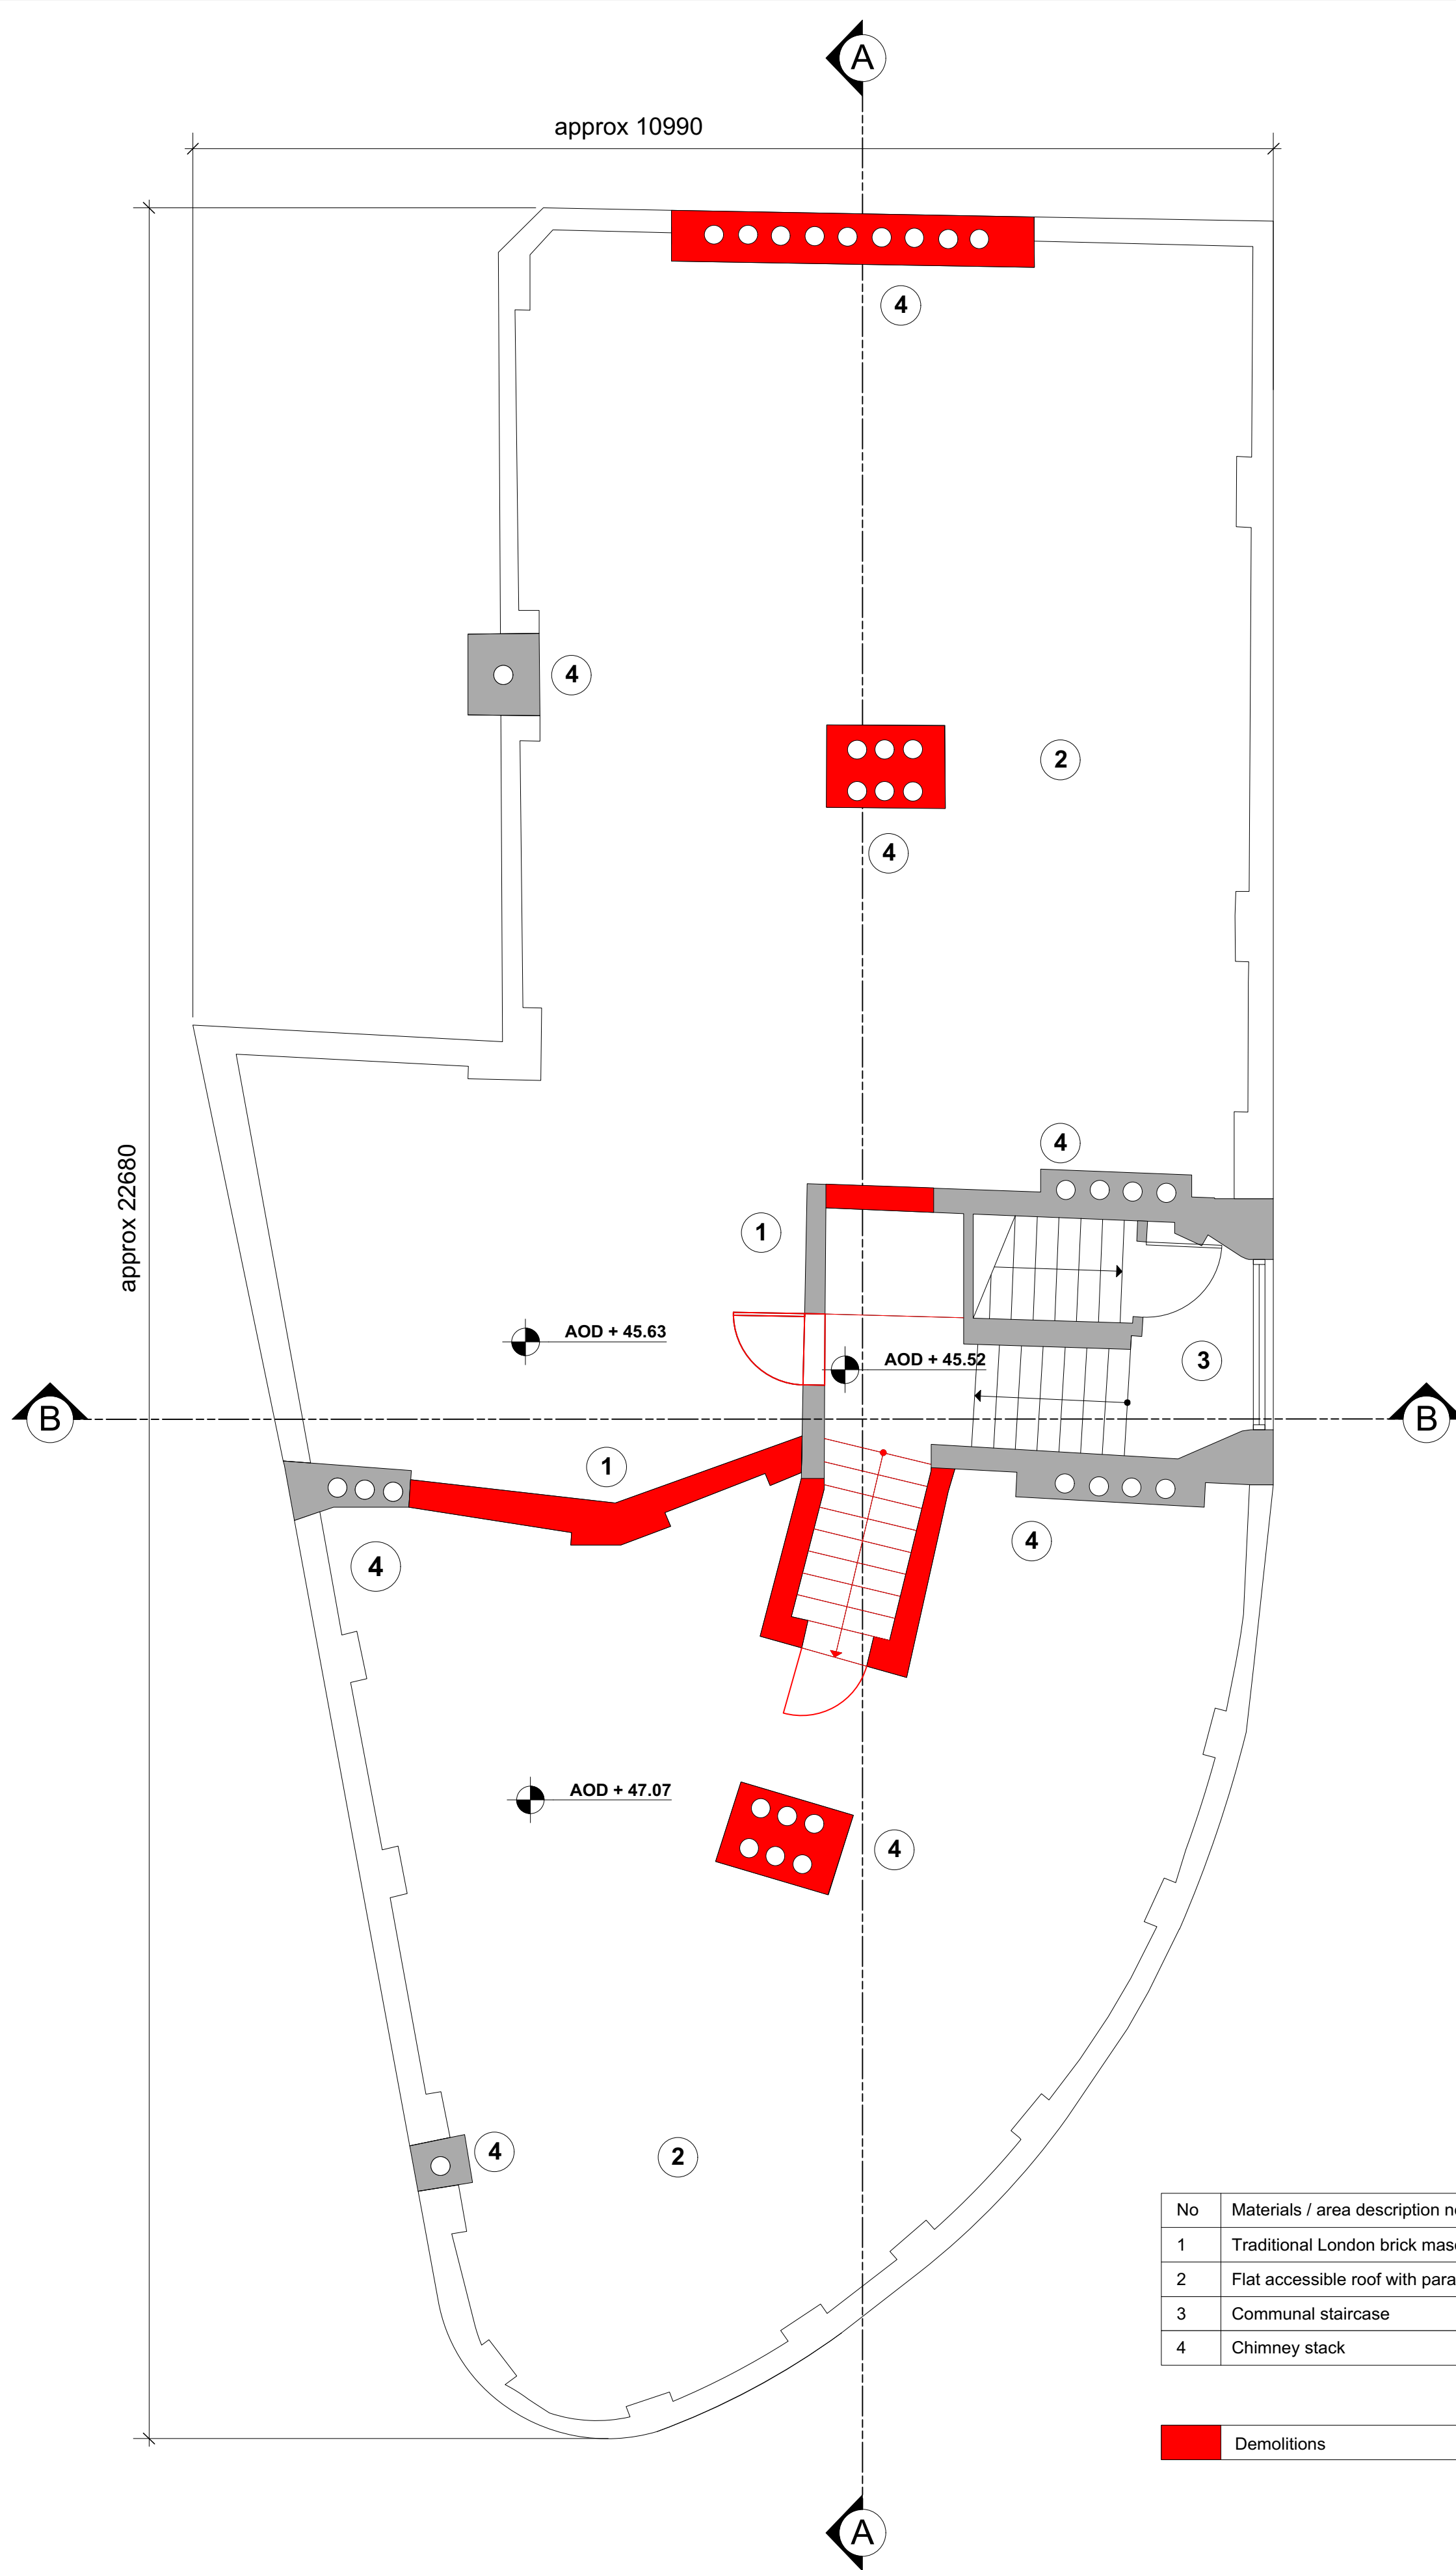 A
approx 10990
4
4
2
4
approx 22680
4
1
AOD + 45.63
AOD + 45.52
3
B
B
1
4
4
AOD + 47.07
4
4
2
No Materials / area description
1 Traditional London brick
2 Flat accessible roof with
3 Communal staircase
4 Chimney stack
Demolitions
A